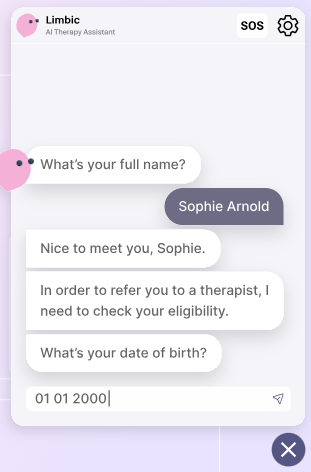 Limbic
AI Therapy Assistant
SOS
What's your full name?
Sophie Arnold
Nice to meet you, Sophie.
In order to refer you to a therapist, I
need to check your eligibility.
What's your date of birth?
01 01 2000